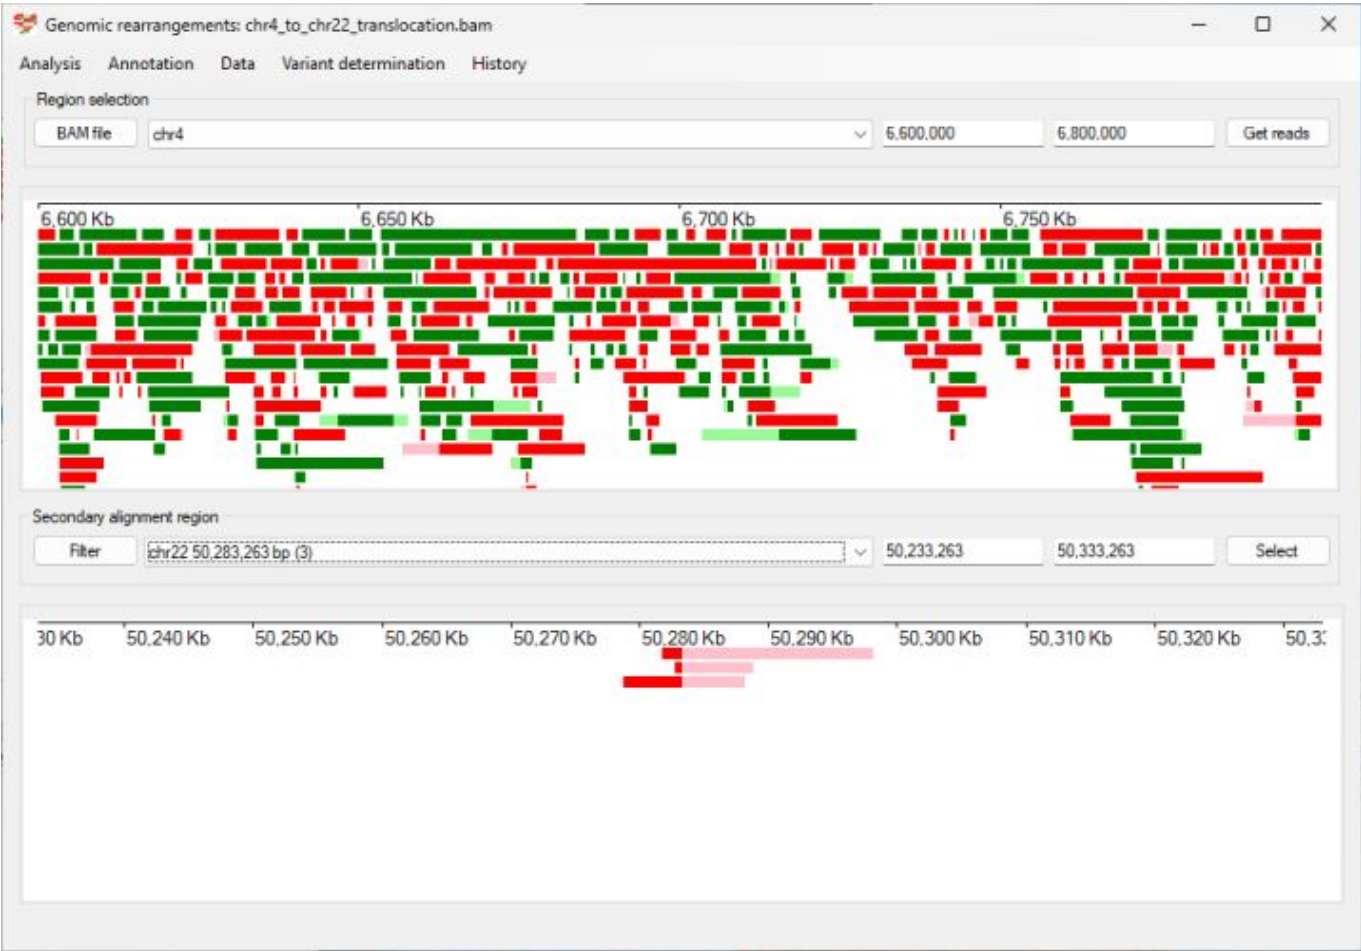 Genomic rearrangements: chr4_to_chr22_translocation.bam
Analysis Annotation Data Variant determination History
Region selection
BAM file chr4 6,600,000 6,800,000 Get reads
6,600 Kb 6,650 Kb 6,700 Kb 6,750 Kb
Secondary alignment region
Filter chr22 50,283,263 bp (3) 50,233,263 50,333,263 Select
30 Kb 50,240 Kb 50,250 Kb 50,260 Kb 50,270 Kb 50,280 Kb 50,290 Kb 50,300 Kb 50,310 Kb 50,320 Kb